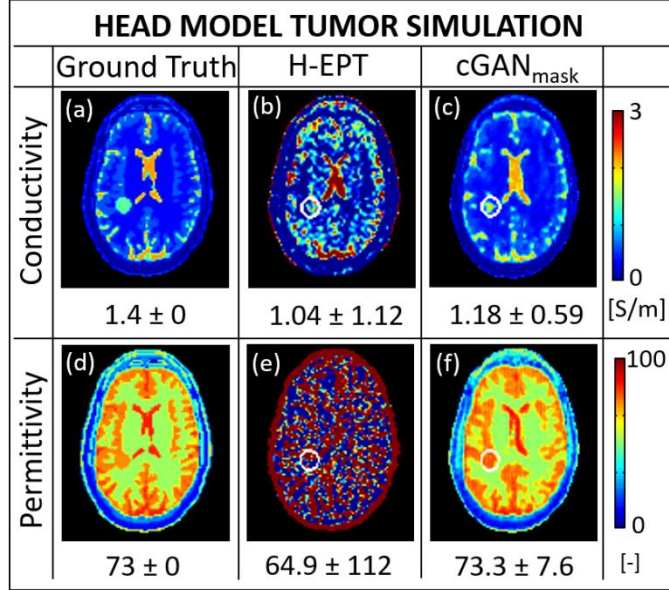 HEAD MODEL TUMOR SIMULATION
Ground Truth H-EPT cGANmask
Conductivity
(a) (b) (c)
3
0
[S/m]
1.4 ± 0 1.04 ± 1.12 1.18 ± 0.59
Permittivity
(d) (e) (f)
100
0
[-]
73 ± 0 64.9 ± 112 73.3 ± 7.6